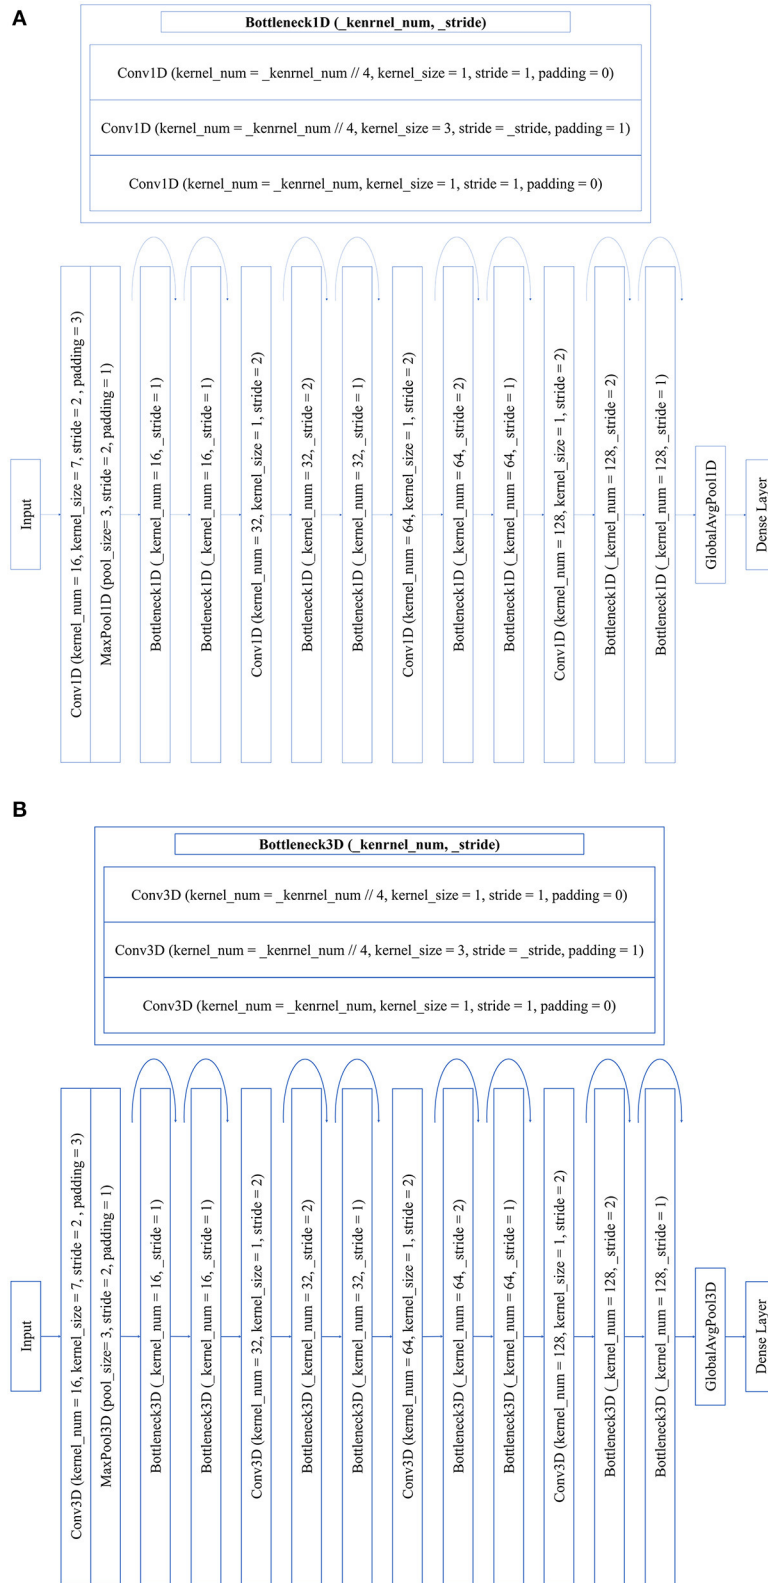 A
Bottleneck1D (_kenrnel_num, _stride)
Conv1D (kernel_num = _kenrnel_num // 4, kernel_size = 1, stride = 1, padding = 0)
Conv1D (kernel_num = _kenrnel_num // 4, kernel_size = 3, stride = _stride, padding = 1)
Conv1D (kernel_num = _kenrnel_num, kernel_size = 1, stride = 1, padding = 0)
Input
Conv1D (kernel_num = 16, kernel_size = 7, stride = 2 , padding = 3)
MaxPool1D (pool_size= 3, stride = 2, padding = 1)
Bottleneck1D (_kernel_num = 16, _stride = 1)
Bottleneck1D (_kernel_num = 16, _stride = 1)
Conv1D (kernel_num = 32, kernel_size = 1, stride = 2)
Bottleneck1D (_kernel_num = 32, _stride = 2)
Bottleneck1D (_kernel_num = 32, _stride = 1)
Conv1D (kernel_num = 64, kernel_size = 1, stride = 2)
Bottleneck1D (_kernel_num = 64, _stride = 2)
Bottleneck1D (_kernel_num = 64, _stride = 1)
Conv1D (kernel_num = 128, kernel_size = 1, stride = 2)
Bottleneck1D (_kernel_num = 128, _stride = 2)
Bottleneck1D (_kernel_num = 128, _stride = 1)
GlobalAvgPool1D
Dense Layer
B
Bottleneck3D (_kenrnel_num, _stride)
Conv3D (kernel_num = _kenrnel_num // 4, kernel_size = 1, stride = 1, padding = 0)
Conv3D (kernel_num = _kenrnel_num // 4, kernel_size = 3, stride = _stride, padding = 1)
Conv3D (kernel_num = _kenrnel_num, kernel_size = 1, stride = 1, padding = 0)
Input
Conv3D (kernel_num = 16, kernel_size = 7, stride = 2 , padding = 3)
MaxPool3D (pool_size= 3, stride = 2, padding = 1)
Bottleneck3D (_kernel_num = 16, _stride = 1)
Bottleneck3D (_kernel_num = 16, _stride = 1)
Conv3D (kernel_num = 32, kernel_size = 1, stride = 2)
Bottleneck3D (_kernel_num = 32, _stride = 2)
Bottleneck3D (_kernel_num = 32, _stride = 1)
Conv3D (kernel_num = 64, kernel_size = 1, stride = 2)
Bottleneck3D (_kernel_num = 64, _stride = 2)
Bottleneck3D (_kernel_num = 64, _stride = 1)
Conv3D (kernel_num = 128, kernel_size = 1, stride = 2)
Bottleneck3D (_kernel_num = 128, _stride = 2)
Bottleneck3D (_kernel_num = 128, _stride = 1)
GlobalAvgPool3D
Dense Layer